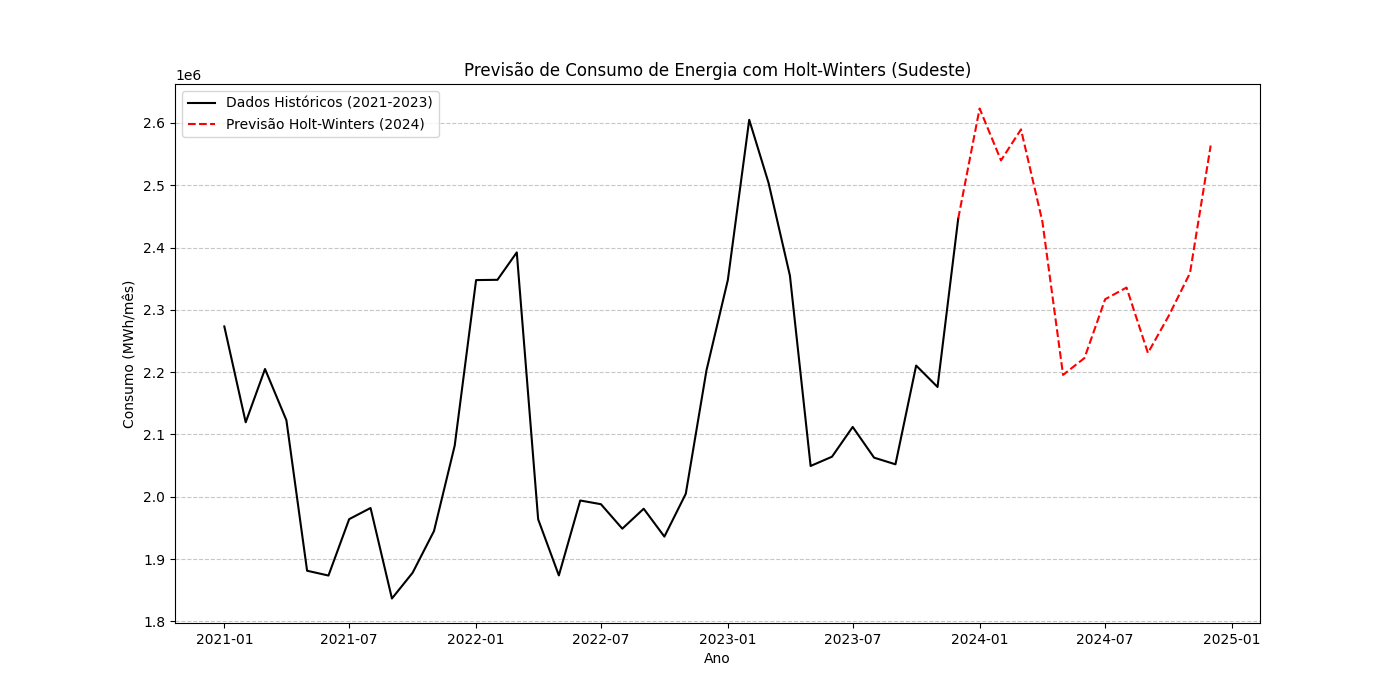 Previsão de Consumo de Energia com Holt-Winters (Sudeste)
1e6
Dados Históricos (2021-2023)
Previsão Holt-Winters (2024)
2.6
2.5
2.4
2.3
2.2
2.1
2.0
1.9
1.8
Consumo (MWh/mês)
2021-01 2021-07 2022-01 2022-07 2023-01 2023-07 2024-01 2024-07 2025-01
Ano